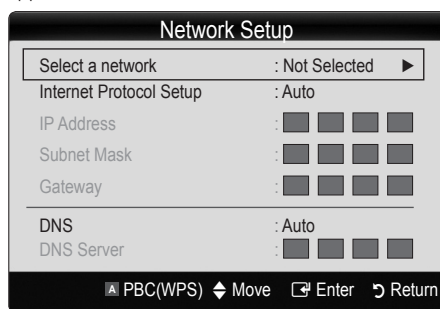 Network Setup
Select a network : Not Selected ►
Internet Protocol Setup : Auto
IP Address :
Subnet Mask :
Gateway :
DNS : Auto
DNS Server :
A PBC(WPS) Move Enter Return